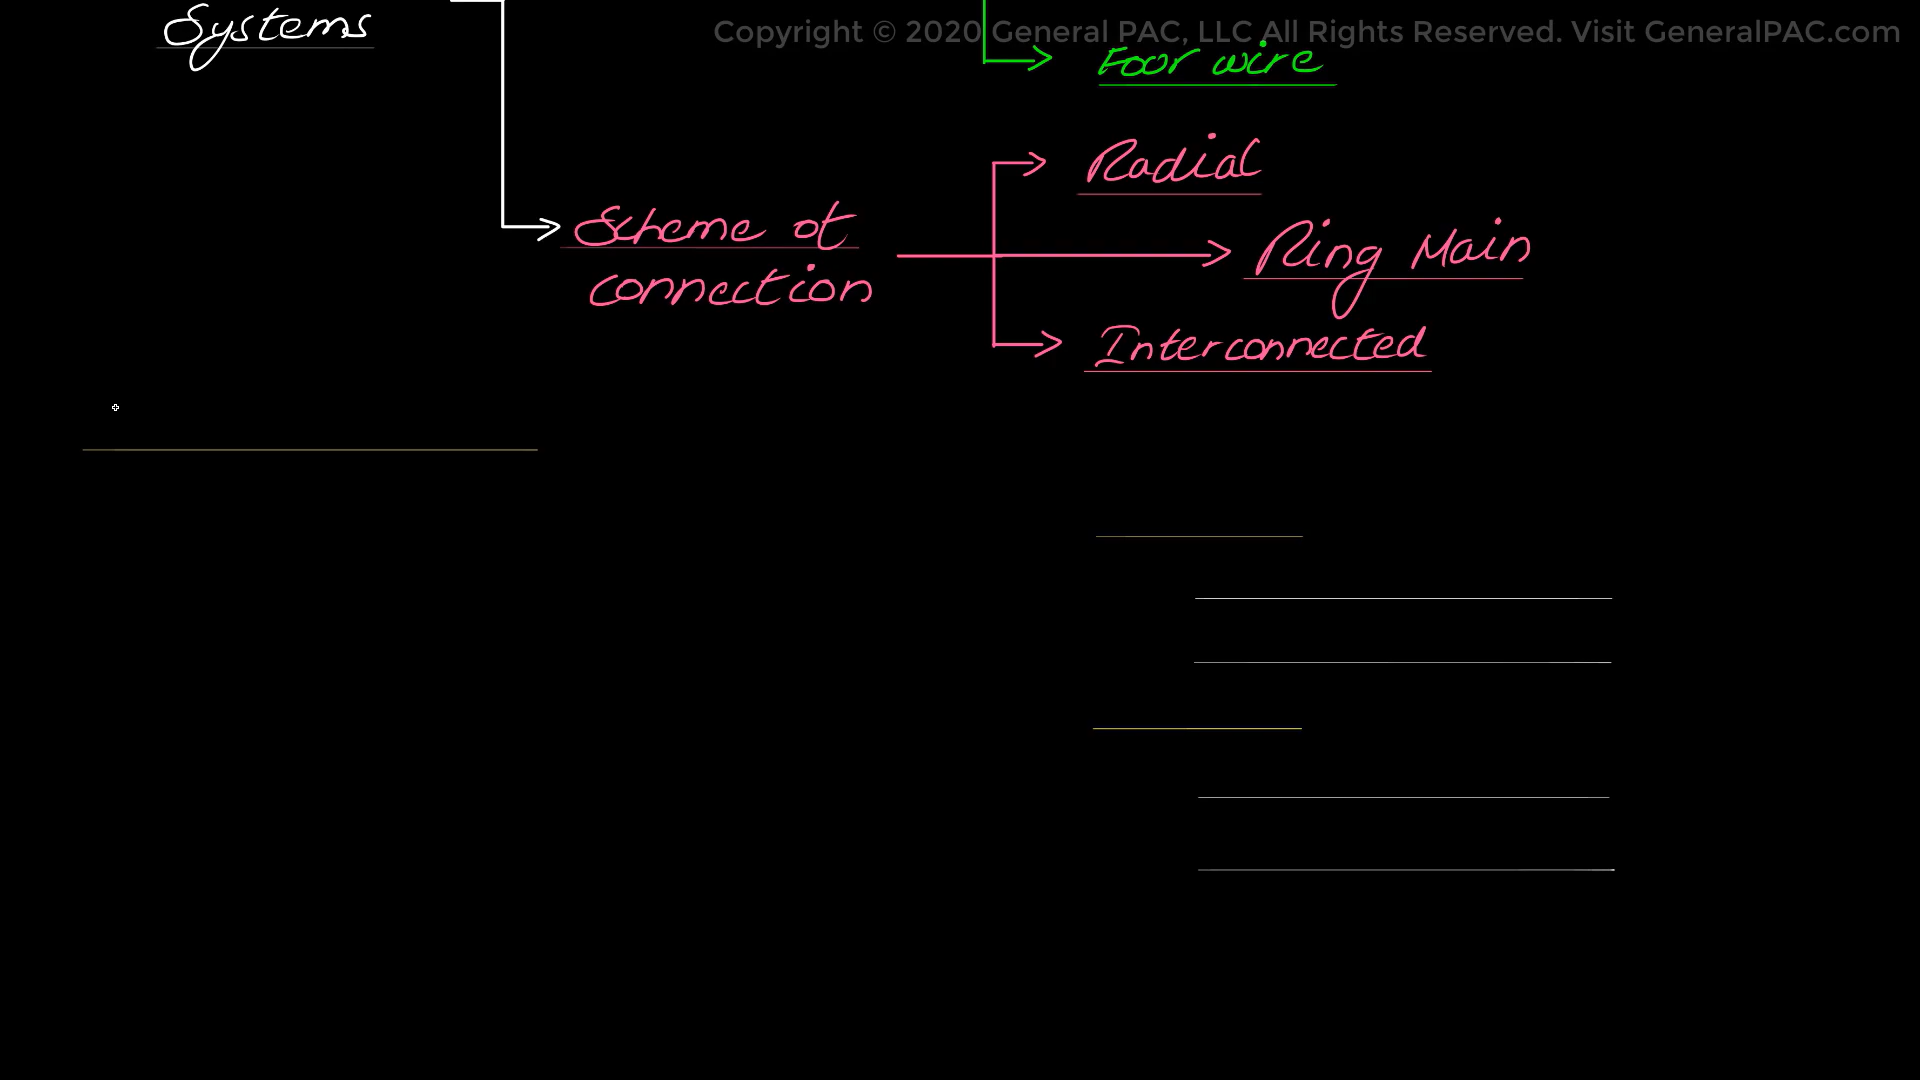 Systems
Copyright © 2020 General PAC, LLC All Rights Reserved. Visit GeneralPAC.com
Foor wire
Radial
Scheme of
connection
Ring Main
Interconnected